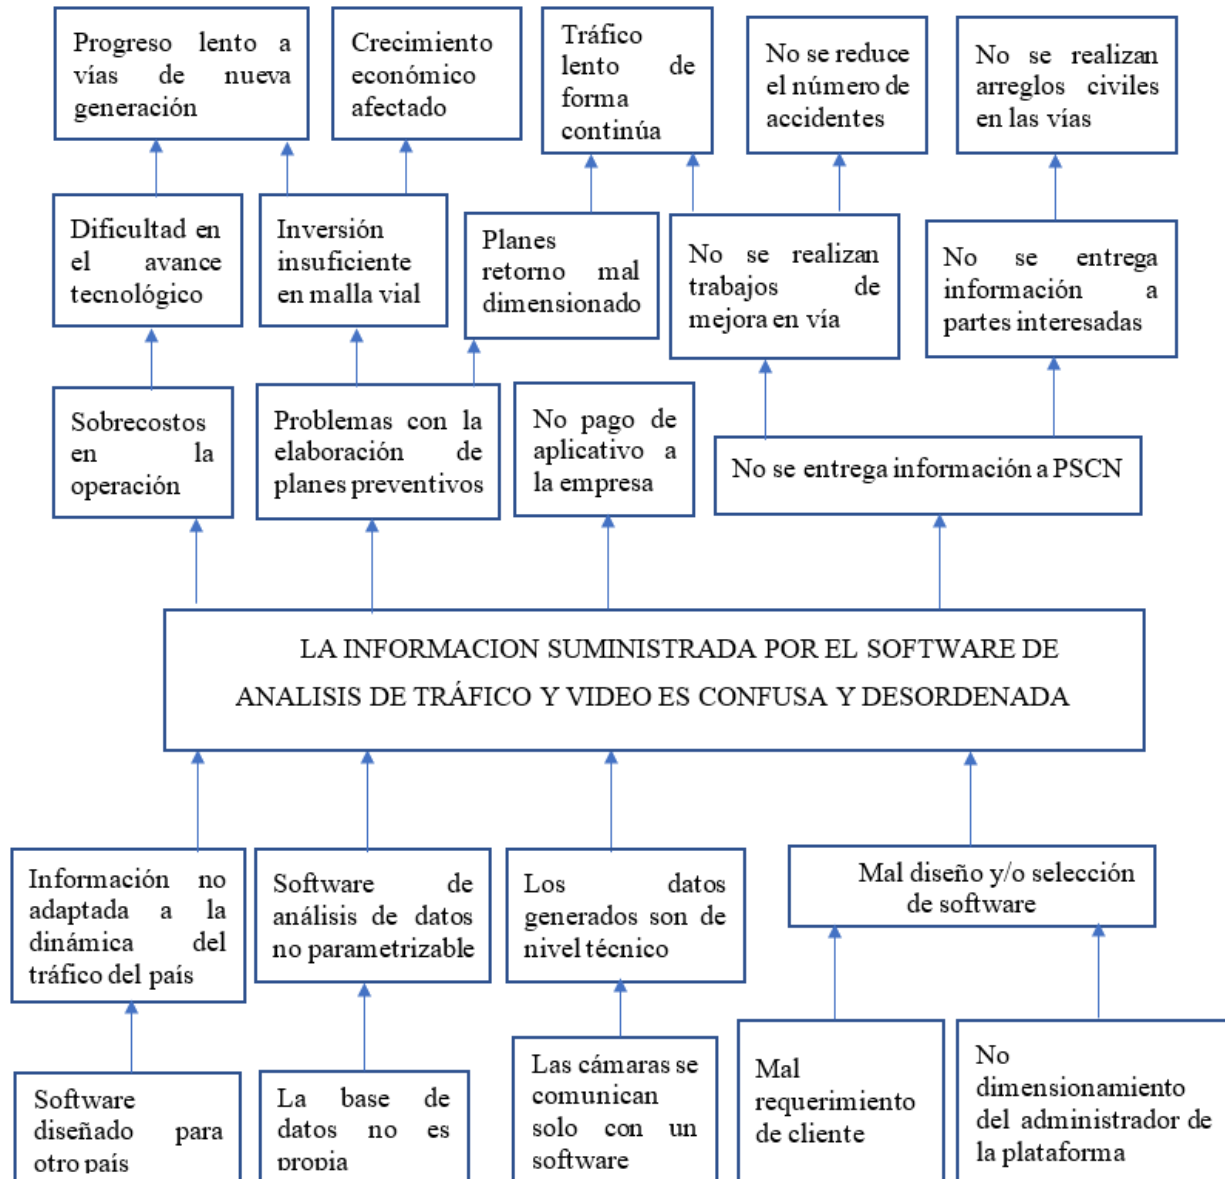 Progreso lento a
vías de nueva
generación
Crecimiento
económico
afectado
Tráfico
lento de
forma
continúa
No se reduce
el número de
accidentes
No se realizan
arreglos civiles
en las vías
Dificultad en
el avance
tecnológico
Inversión
insuficiente
en malla vial
Planes
retorno mal
dimensionado
No se realizan
trabajos de
mejora en vía
No se entrega
información a
partes interesadas
Sobrecostos
en la
operación
Problemas con la
elaboración de
planes preventivos
No pago de
aplicativo a
la empresa
No se entrega información a PSCN
LA INFORMACION SUMINISTRADA POR EL SOFTWARE DE
ANALISIS DE TRÁFICO Y VIDEO ES CONFUSA Y DESORDENADA
Información no
adaptada a la
dinámica del
tráfico del país
Software de
análisis de datos
no parametrizable
Los datos
generados son de
nivel técnico
Mal diseño y/o selección
de software
Software
diseñado para
otro país
La base de
datos no es
propia
Las cámaras se
comunican
solo con un
software
Mal
requerimiento
de cliente
No
dimensionamiento
del administrador de
la plataforma